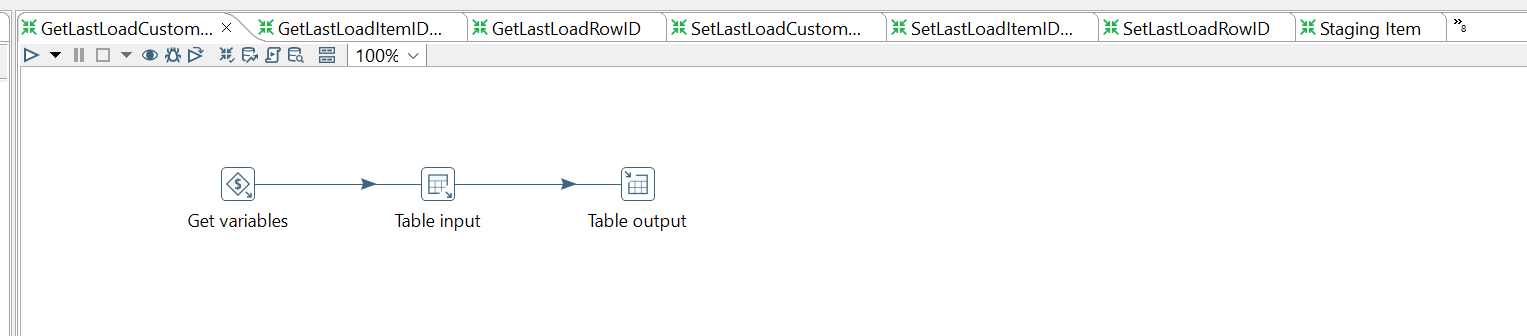 GetLastLoadCustom...
GetLastLoadItemID...
GetLastLoadRowID
SetLastLoadCustom...
SetLastLoadItemID...
SetLastLoadRowID
Staging Item
»8
100%
Get variables
Table input
Table output